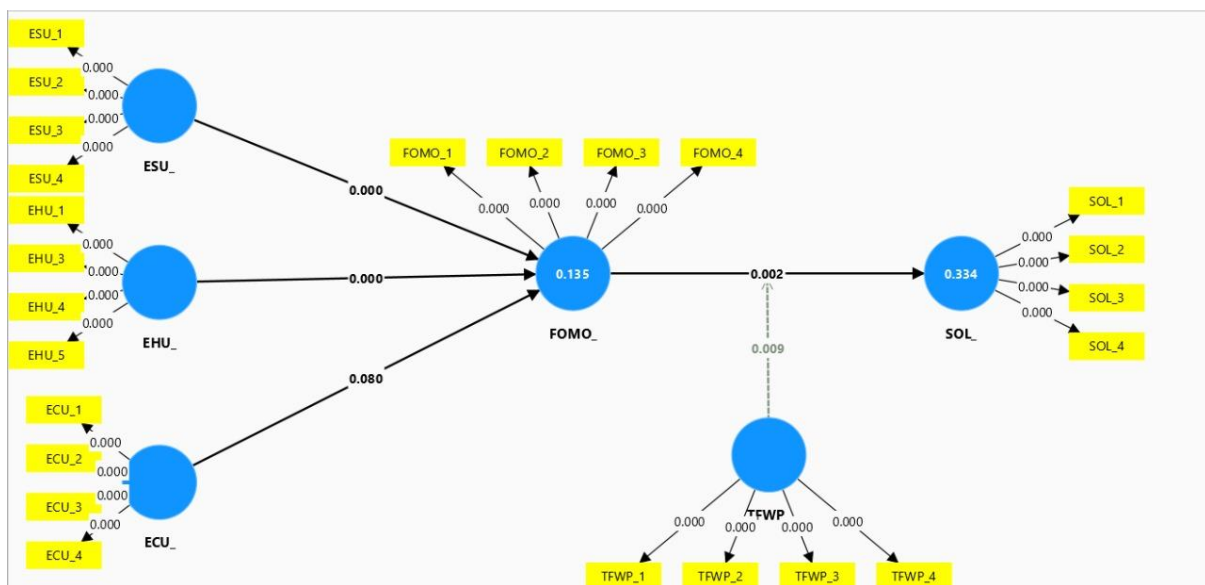 ESU_1
0.000
ESU_2
0.000
0.000
ESU_3
0.000
ESU_4
ESU_
EHU_1
0.000
EHU_3
0.000
EHU_4
0.000
0.000
EHU_5
EHU_
ECU_1
0.000
ECU_2
0.000
0.000
ECU_3
0.000
ECU_4
ECU_
0.000
0.000
0.080
FOMO_1
FOMO_2
FOMO_3
FOMO_4
0.000
0.000
0.000
0.000
0.135
FOMO_
0.002
0.009
TFWP
0.000
0.000
0.000
0.000
TFWP_1
TFWP_2
TFWP_3
TFWP_4
0.334
SOL_
0.000
0.000
0.000
0.000
SOL_1
SOL_2
SOL_3
SOL_4